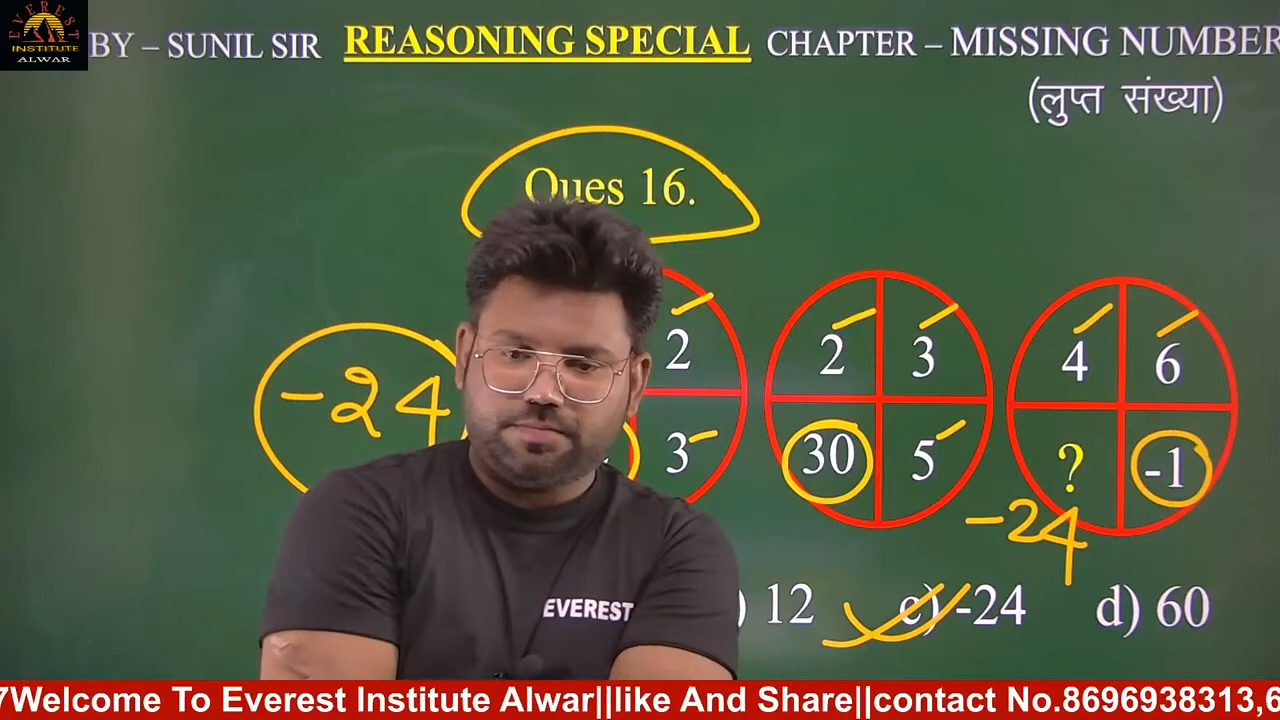 EVEREST
INSTITUTE
ALWAR
BY – SUNIL SIR REASONING SPECIAL CHAPTER – MISSING NUMBER
(लुप्त संख्या)
Ques 16.
2 2 3 4 6
-24
3 30 5 ? -1
-24
) 12 c) -24 d) 60
EVEREST
7Welcome To Everest Institute Alwar||like And Share||contact No.8696938313,6